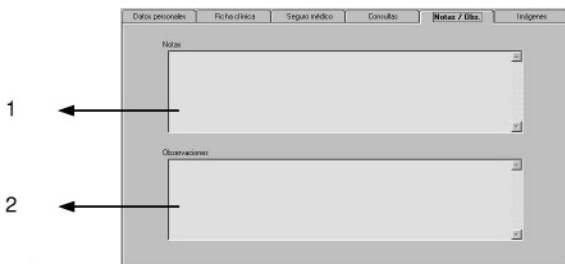 Datos personales Ficha clínica Seguro médico Consultas Notas / Obs. Imágenes
Notas
1
Observaciones
2